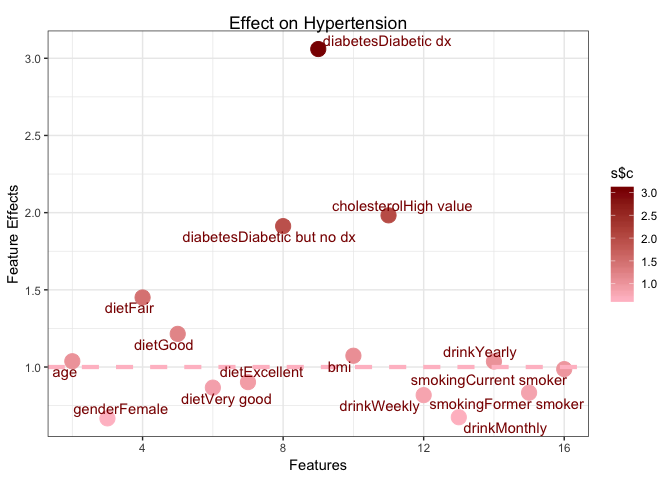 Effect on Hypertension
diabetesDiabetic dx
cholesterolHigh value
diabetesDiabetic but no dx
dietFair
dietGood
drinkYearly
age
dietExcellent
bmi
smokingCurrent smoker
genderFemale
dietVery good
drinkWeekly
smokingFormer smoker
drinkMonthly
Feature Effects
3.0
2.5
2.0
1.5
1.0
4
8
12
16
Features
s$c
3.0
2.5
2.0
1.5
1.0